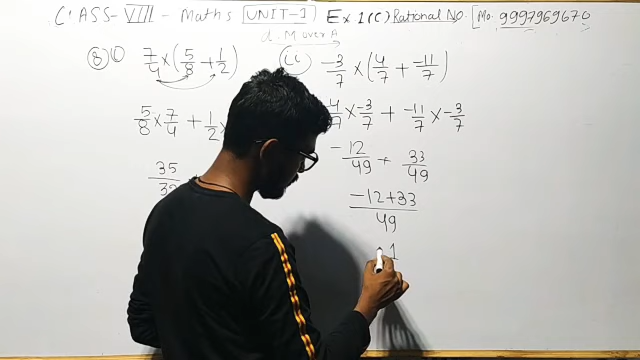 CLASS-VIII - Maths UNIT-1) Ex 1(c) Rational NO. [Mo. 9997969670
d. M over A
8 (i) 7/4 × (5/8 + 1/2)
5/8 × 7/4 + 1/2
35/32
(ii) -3/7 × (4/7 + -11/7)
4/7 × -3/7 + -11/7 × -3/7
-12/49 + 33/49
-12+33/49
1